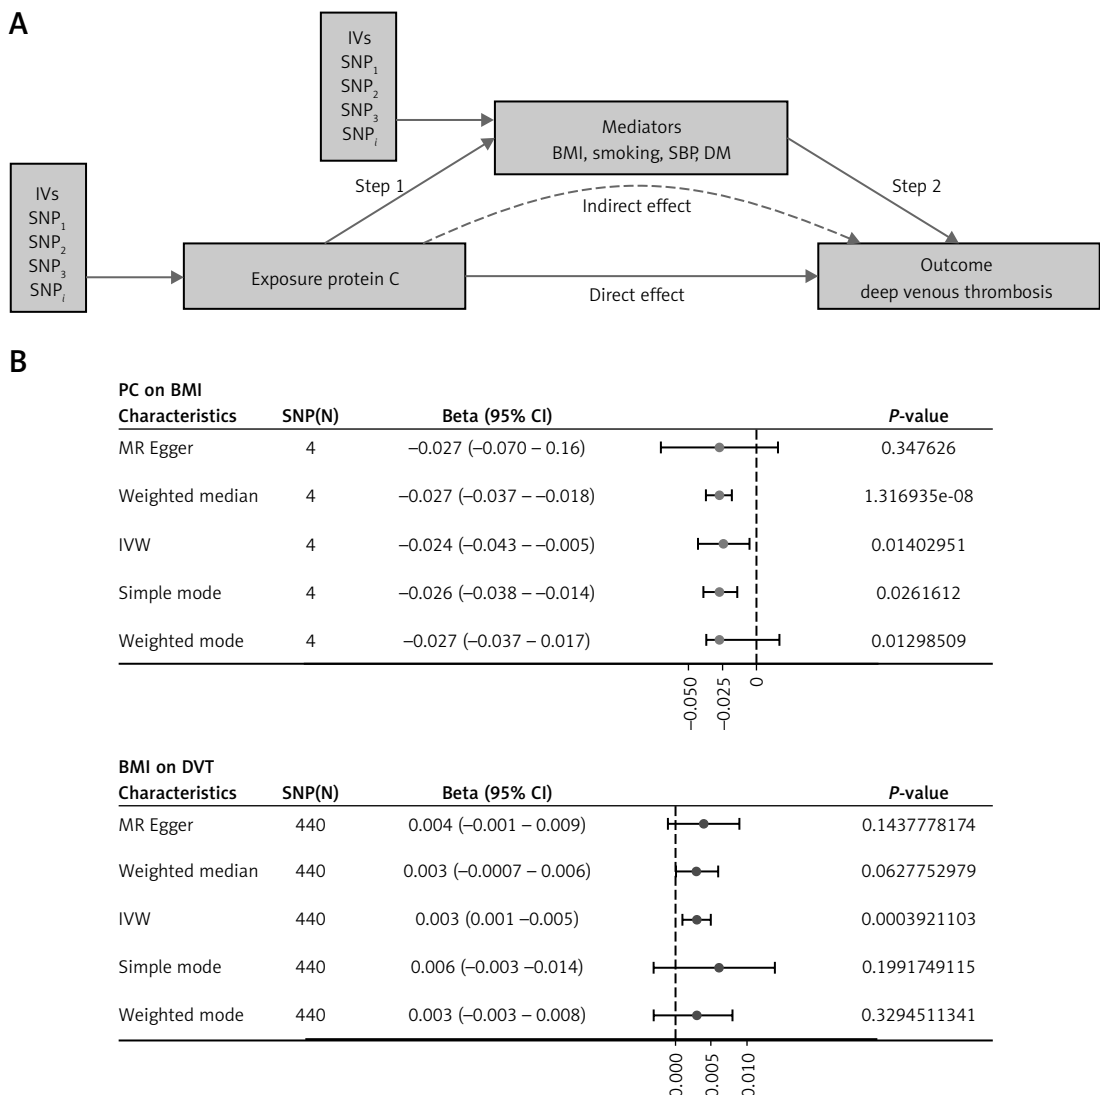 A
IVs
SNP1
SNP2
SNP3
SNPi
Mediators
BMI, smoking, SBP, DM
IVs
SNP1
SNP2
SNP3
SNPi
Step 1
Step 2
Indirect effect
Exposure protein C
Direct effect
Outcome
deep venous thrombosis
B
PC on BMI
Characteristics SNP(N) Beta (95% CI) P-value
MR Egger 4 –0.027 (–0.070 – 0.16) 0.347626
Weighted median 4 –0.027 (–0.037 – –0.018) 1.316935e-08
IVW 4 –0.024 (–0.043 – –0.005) 0.01402951
Simple mode 4 –0.026 (–0.038 – –0.014) 0.0261612
Weighted mode 4 –0.027 (–0.037 – 0.017) 0.01298509
–0.050 –0.025 0
BMI on DVT
Characteristics SNP(N) Beta (95% CI) P-value
MR Egger 440 0.004 (–0.001 – 0.009) 0.1437778174
Weighted median 440 0.003 (–0.0007 – 0.006) 0.0627752979
IVW 440 0.003 (0.001 –0.005) 0.0003921103
Simple mode 440 0.006 (–0.003 –0.014) 0.1991749115
Weighted mode 440 0.003 (–0.003 – 0.008) 0.3294511341
0.000 0.005 0.010